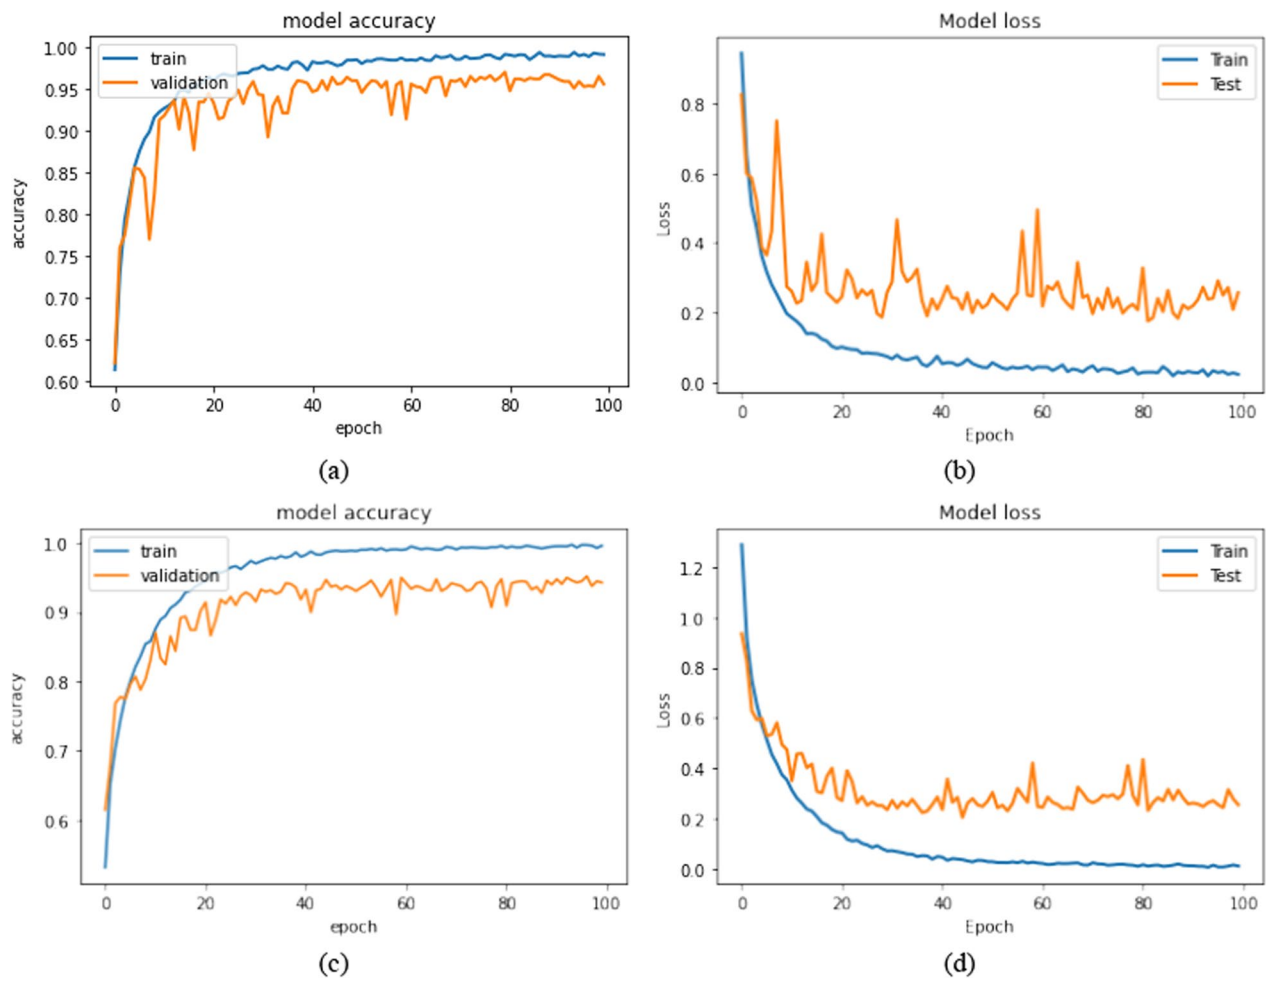 model accuracy
1.00
0.95
0.90
0.85
0.80
0.75
0.70
0.65
0.60
accuracy
train
validation
0 20 40 60 80 100
epoch
(a)
Model loss
0.8
0.6
0.4
0.2
0.0
Loss
Train
Test
0 20 40 60 80 100
Epoch
(b)
model accuracy
1.0
0.9
0.8
0.7
0.6
accuracy
train
validation
0 20 40 60 80 100
epoch
(c)
Model loss
1.2
1.0
0.8
0.6
0.4
0.2
0.0
Loss
Train
Test
0 20 40 60 80 100
Epoch
(d)